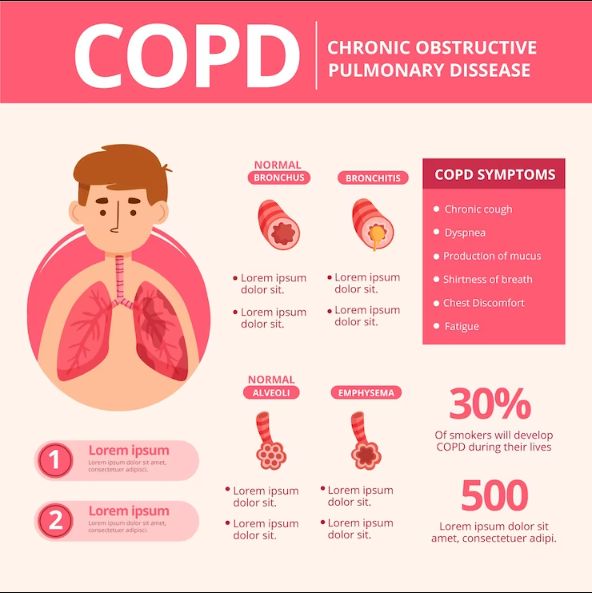 COPD
CHRONIC OBSTRUCTIVE
PULMONARY DISSEASE
NORMAL
BRONCHUS
Lorem ipsum
dolor sit.
Lorem ipsum
dolor sit.
BRONCHITIS
Lorem ipsum
dolor sit.
Lorem ipsum
dolor sit.
COPD SYMPTOMS
Chronic cough
Dyspnea
Production of mucus
Shirtness of breath
Chest Discomfort
Fatigue
NORMAL
ALVEOLI
Lorem ipsum
dolor sit.
Lorem ipsum
dolor sit.
EMPHYSEMA
Lorem ipsum
dolor sit.
Lorem ipsum
dolor sit.
30%
Of smokers will develop
COPD during their lives
500
Lorem ipsum dolor sit
amet, consectetuer adipi.
1
Lorem ipsum
Lorem ipsum dolor sit amet,
consectetuer adipisci.
2
Lorem ipsum
Lorem ipsum dolor sit amet,
consectetuer adipisci.